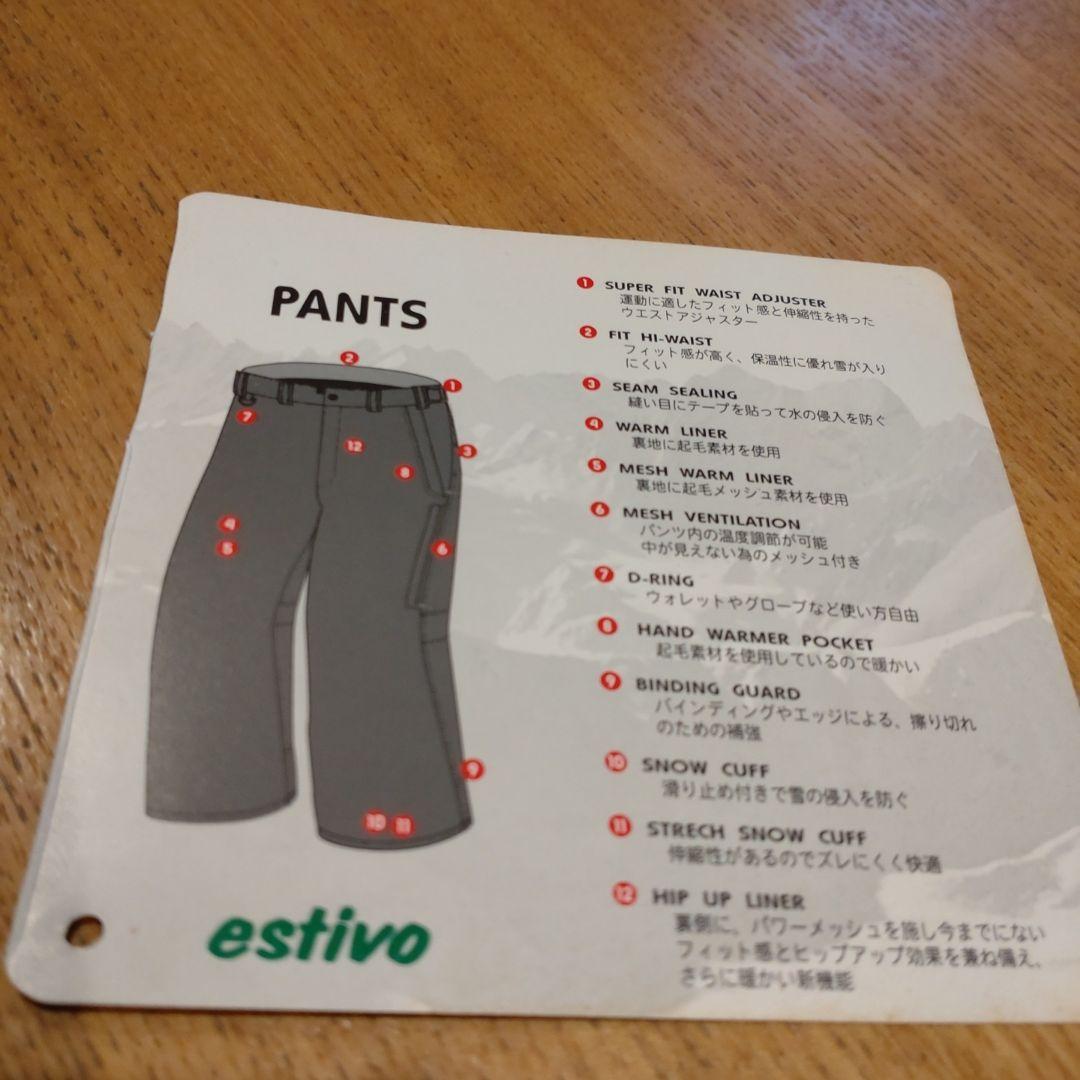 PANTS
1 SUPER FIT WAIST ADJUSTER
運動に適したフィット感と伸縮性を持った
ウエストアジャスター
2 FIT HI-WAIST
フィット感が高く、保温性に優れ雪が入り
にくい
3 SEAM SEALING
縫い目にテープを貼って水の侵入を防ぐ
4 WARM LINER
裏地に起毛素材を使用
5 MESH WARM LINER
裏地に起毛メッシュ素材を使用
6 MESH VENTILATION
パンツ内の温度調節が可能
中が見えない為のメッシュ付き
7 D-RING
ウォレットやグローブなど使い方自由
8 HAND WARMER POCKET
起毛素材を使用しているので暖かい
9 BINDING GUARD
バインディングやエッジによる、擦り切れ
のための補強
10 SNOW CUFF
滑り止め付きで雪の侵入を防ぐ
11 STRECH SNOW CUFF
伸縮性があるのでズレにくく快適
12 HIP UP LINER
裏側に、パワーメッシュを施し今までにない
フィット感とヒップアップ効果を兼ね備え、
さらに暖かい新機能
2
1
7
12
3
8
4
5
6
9
10 11
estivo